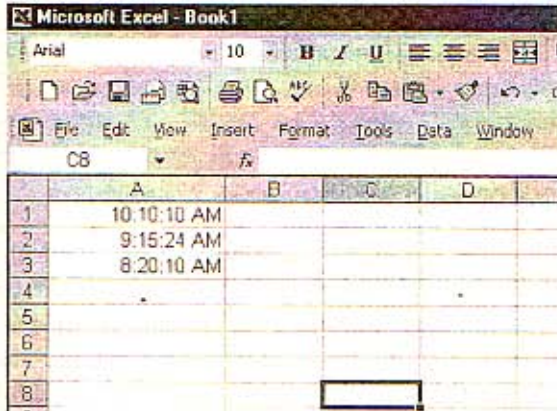 Microsoft Excel - Book1
Arial 10 B I U
File Edit View Insert Format Tools Data Window
C8 fx
A B C D
1 10:10:10 AM
2 9:15:24 AM
3 8:20:10 AM
4
5
6
7
8